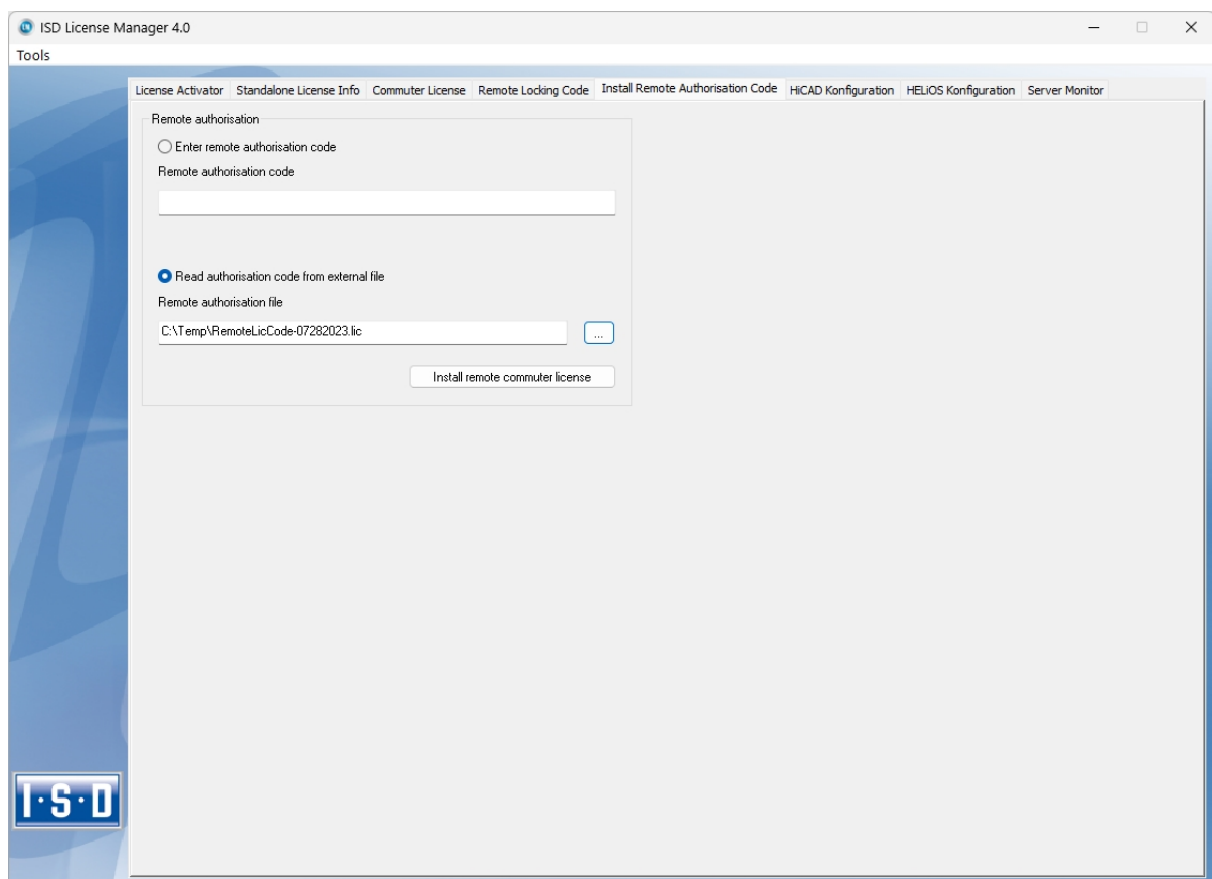 ISD License Manager 4.0
Tools
License Activator Standalone License Info Commuter License Remote Locking Code Install Remote Authorisation Code HiCAD Konfiguration HELiOS Konfiguration Server Monitor
Remote authorisation
Enter remote authorisation code
Remote authorisation code
Read authorisation code from external file
Remote authorisation file
C:\Temp\RemoteLicCode-07282023.lic
...
Install remote commuter license
I·S·D